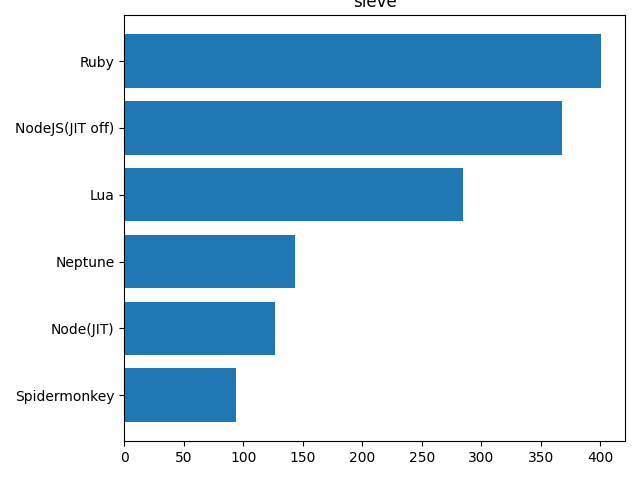 sieve
Ruby
NodeJS(JIT off)
Lua
Neptune
Node(JIT)
Spidermonkey
0 50 100 150 200 250 300 350 400